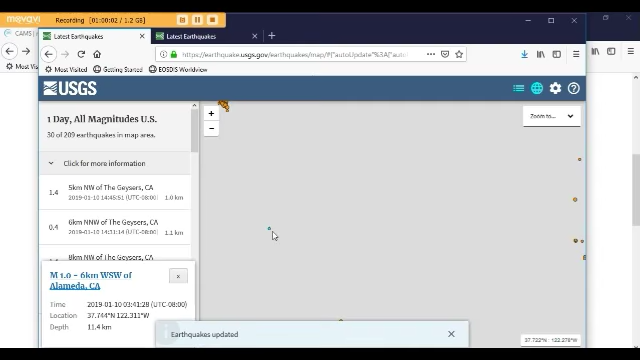 movavi
Recording
(01:00:02 / 1.2 GB)
CAMS | FI
Most Visite
Latest Earthquakes
Latest Earthquakes
https://earthquake.usgs.gov/earthquakes/map/#{"autoUpdate"%3A["autoU
Most Visited
Getting Started
EOSDIS Worldview
USGS
1 Day, All Magnitudes U.S.
30 of 209 earthquakes in map area.
Click for more information
Zoom to...
+
−
1.4
5km NW of The Geysers, CA
2019-01-10 14:45:51 (UTC-08:00)
1.0 km
0.4
6km NNW of The Geysers, CA
2019-01-10 14:31:14 (UTC-08:00)
1.1 km
8km NW of The Geysers, CA
M 1.0 - 6km WSW of
Alameda, CA
x
Time
2019-01-10 03:41:28 (UTC-08:00)
Location
37.744°N 122.311°W
Depth
11.4 km
Earthquakes updated
37.722°N : 122.278°W